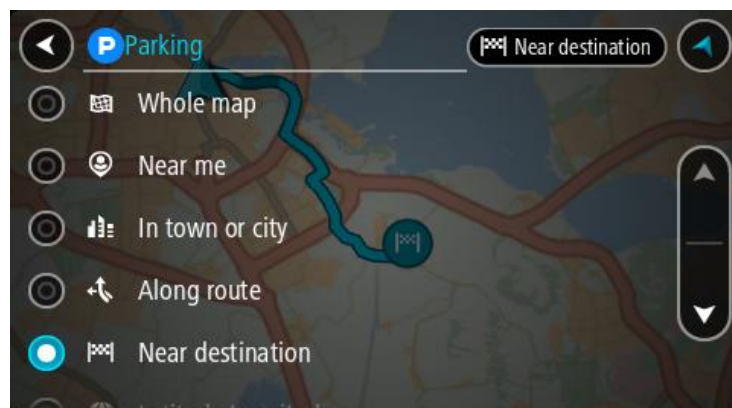 P Parking
Near destination
Whole map
Near me
In town or city
Along route
Near destination